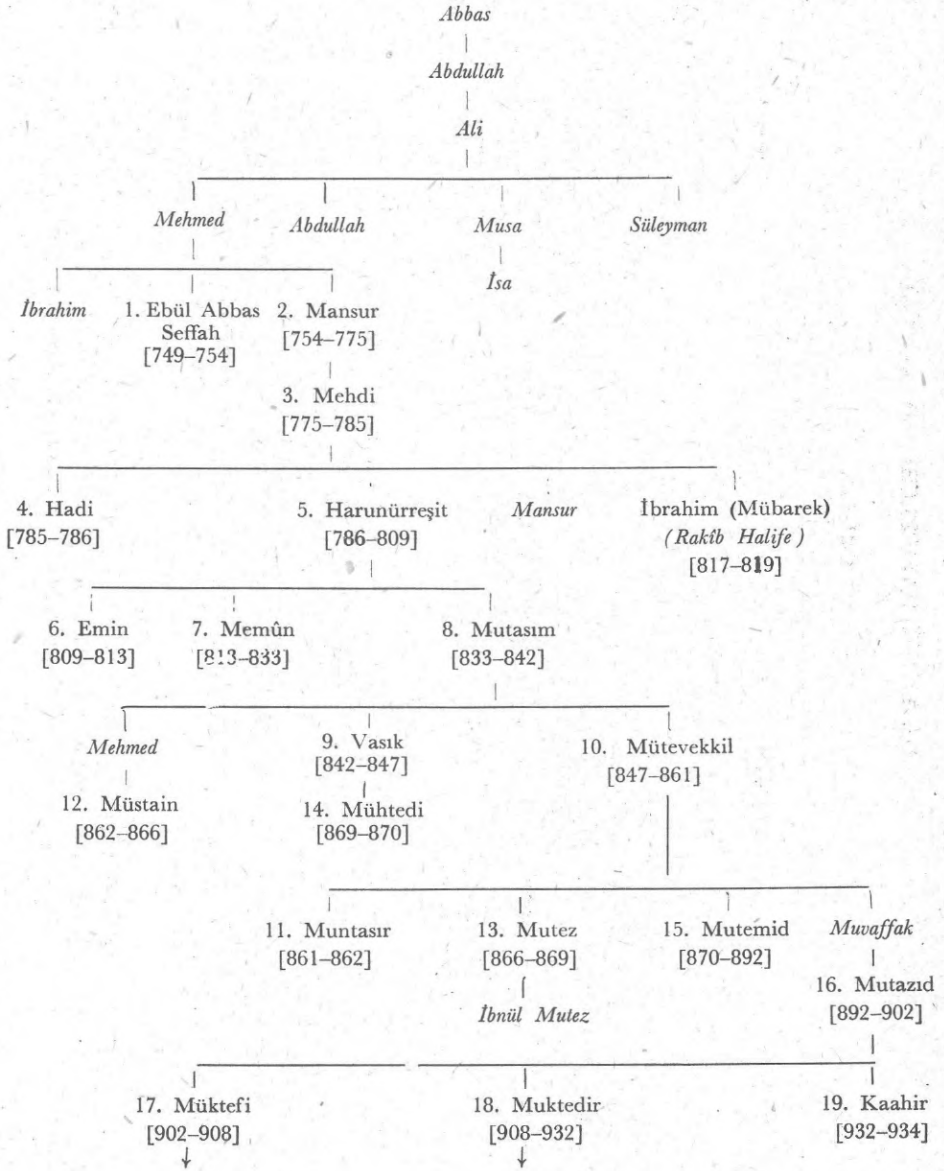 Abbas
Abdullah
Ali
Mehmed Abdullah Musa Süleyman
İsa
İbrahim 1. Ebül Abbas 2. Mansur
Seffah [754–775]
[749–754]
3. Mehdi
[775–785]
4. Hadi 5. Harunürreşit Mansur İbrahim (Mübarek)
[785–786] [786–809] (Rakîb Halife)
[817–819]
6. Emin 7. Memûn 8. Mutasım
[809–813] [813–833] [833–842]
Mehmed 9. Vasık 10. Mütevekkil
[842–847] [847–861]
12. Müstain 14. Mühtedi
[862–866] [869–870]
11. Muntasır 13. Mutez 15. Mutemid Muvaffak
[861–862] [866–869] [870–892]
İbnül Mutez 16. Mutazıd
[892–902]
17. Müktefi 18. Muktedir 19. Kaahir
[902–908] [908–932] [932–934]